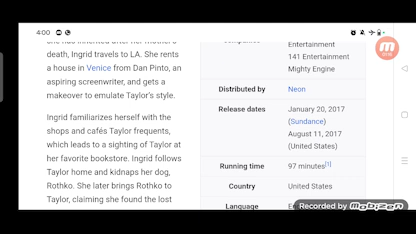 4:00
she has inherited after her mother's
death, Ingrid travels to LA. She rents
a house in Venice from Dan Pinto, an
aspiring screenwriter, and gets a
makeover to emulate Taylor's style.
Ingrid familiarizes herself with the
shops and cafés Taylor frequents,
which leads to a sighting of Taylor at
her favorite bookstore. Ingrid follows
Taylor home and kidnaps her dog,
Rothko. She later brings Rothko to
Taylor, claiming she found the lost
Entertainment
141 Entertainment
Mighty Engine
Distributed by Neon
Release dates January 20, 2017
(Sundance)
August 11, 2017
(United States)
Running time 97 minutes[1]
Country United States
Language
Recorded by Mobizen